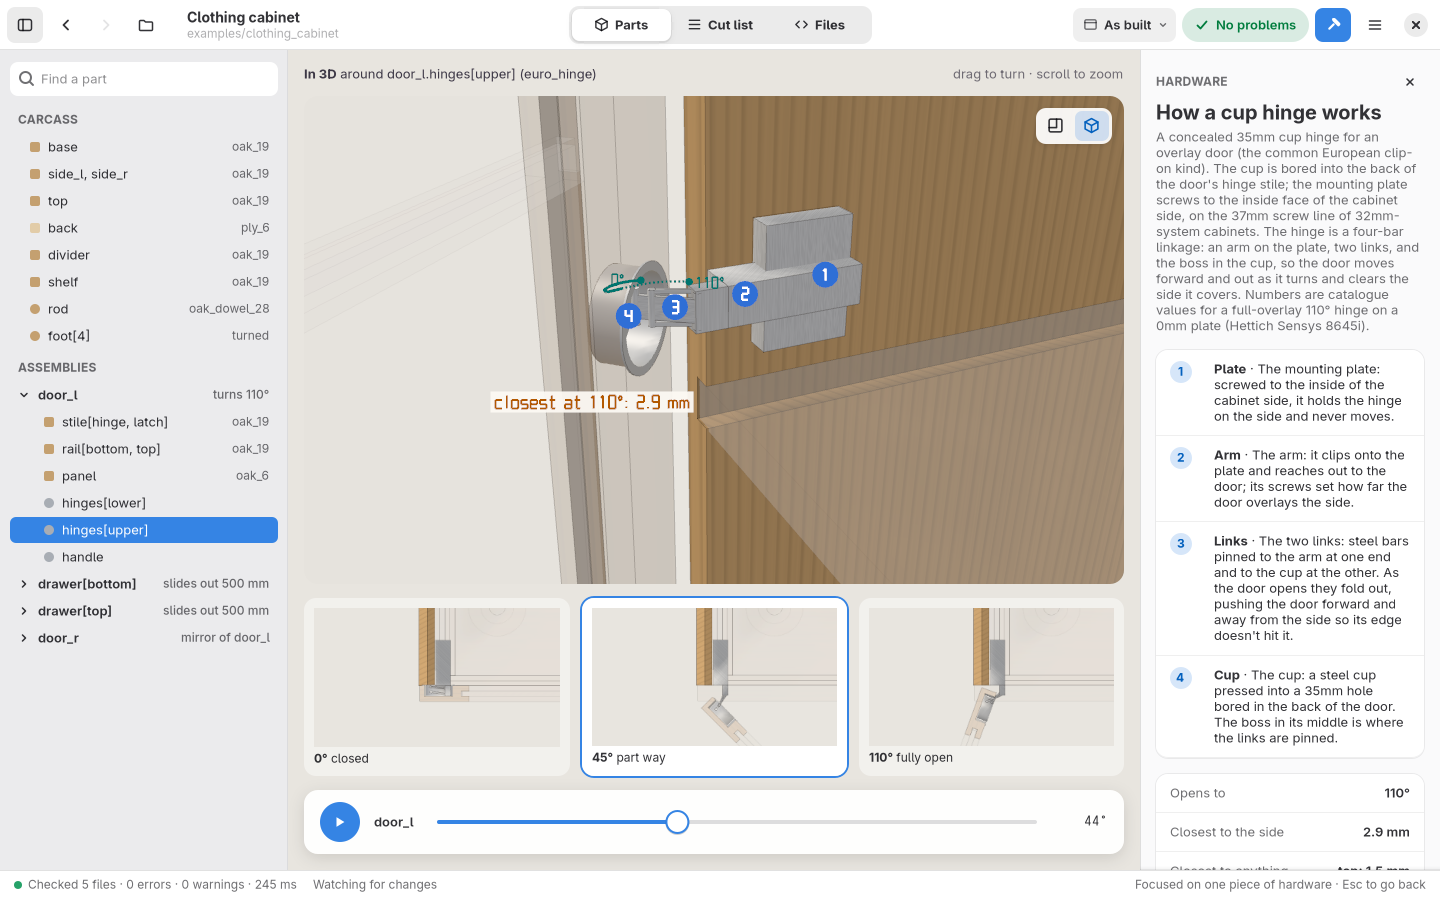 Clothing cabinet
examples/clothing_cabinet
Parts
Cut list
Files
As built
No problems
Find a part
CARCASS
base oak_19
side_l, side_r oak_19
top oak_19
back ply_6
divider oak_19
shelf oak_19
rod oak_dowel_28
foot[4] turned
ASSEMBLIES
door_l turns 110°
stile[hinge, latch] oak_19
rail[bottom, top] oak_19
panel oak_6
hinges[lower]
hinges[upper]
handle
drawer[bottom] slides out 500 mm
drawer[top] slides out 500 mm
door_r mirror of door_l
In 3D around door_l.hinges[upper] (euro_hinge)
drag to turn · scroll to zoom
0° 110°
1
2
3
4
closest at 110°: 2.9 mm
0° closed
45° part way
110° fully open
door_l
44°
HARDWARE
How a cup hinge works
A concealed 35mm cup hinge for an
overlay door (the common European clip-
on kind). The cup is bored into the back of
the door's hinge stile; the mounting plate
screws to the inside face of the cabinet
side, on the 37mm screw line of 32mm-
system cabinets. The hinge is a four-bar
linkage: an arm on the plate, two links, and
the boss in the cup, so the door moves
forward and out as it turns and clears the
side it covers. Numbers are catalogue
values for a full-overlay 110° hinge on a
0mm plate (Hettich Sensys 8645i).
1 Plate · The mounting plate:
screwed to the inside of the
cabinet side, it holds the hinge
on the side and never moves.
2 Arm · The arm: it clips onto the
plate and reaches out to the
door; its screws set how far the
door overlays the side.
3 Links · The two links: steel bars
pinned to the arm at one end
and to the cup at the other. As
the door opens they fold out,
pushing the door forward and
away from the side so its edge
doesn't hit it.
4 Cup · The cup: a steel cup
pressed into a 35mm hole
bored in the back of the door.
The boss in its middle is where
the links are pinned.
Opens to 110°
Closest to the side 2.9 mm
Closest to anything top: 1.5 mm
Checked 5 files · 0 errors · 0 warnings · 245 ms
Watching for changes
Focused on one piece of hardware · Esc to go back